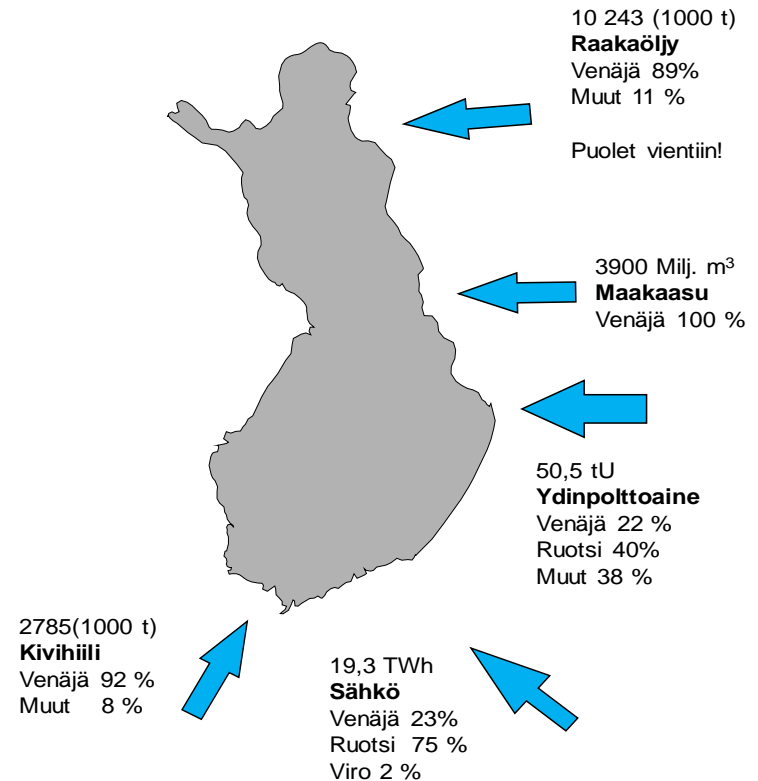 10 243 (1000 t)
Raakaöljy
Venäjä 89%
Muut 11 %
Puolet vientiin!
3900 Milj. m³
Maakaasu
Venäjä 100 %
50,5 tU
Ydinpolttoaine
Venäjä 22 %
Ruotsi 40%
Muut 38 %
2785(1000 t)
Kivihiili
Venäjä 92 %
Muut 8 %
19,3 TWh
Sähkö
Venäjä 23%
Ruotsi 75 %
Viro 2 %